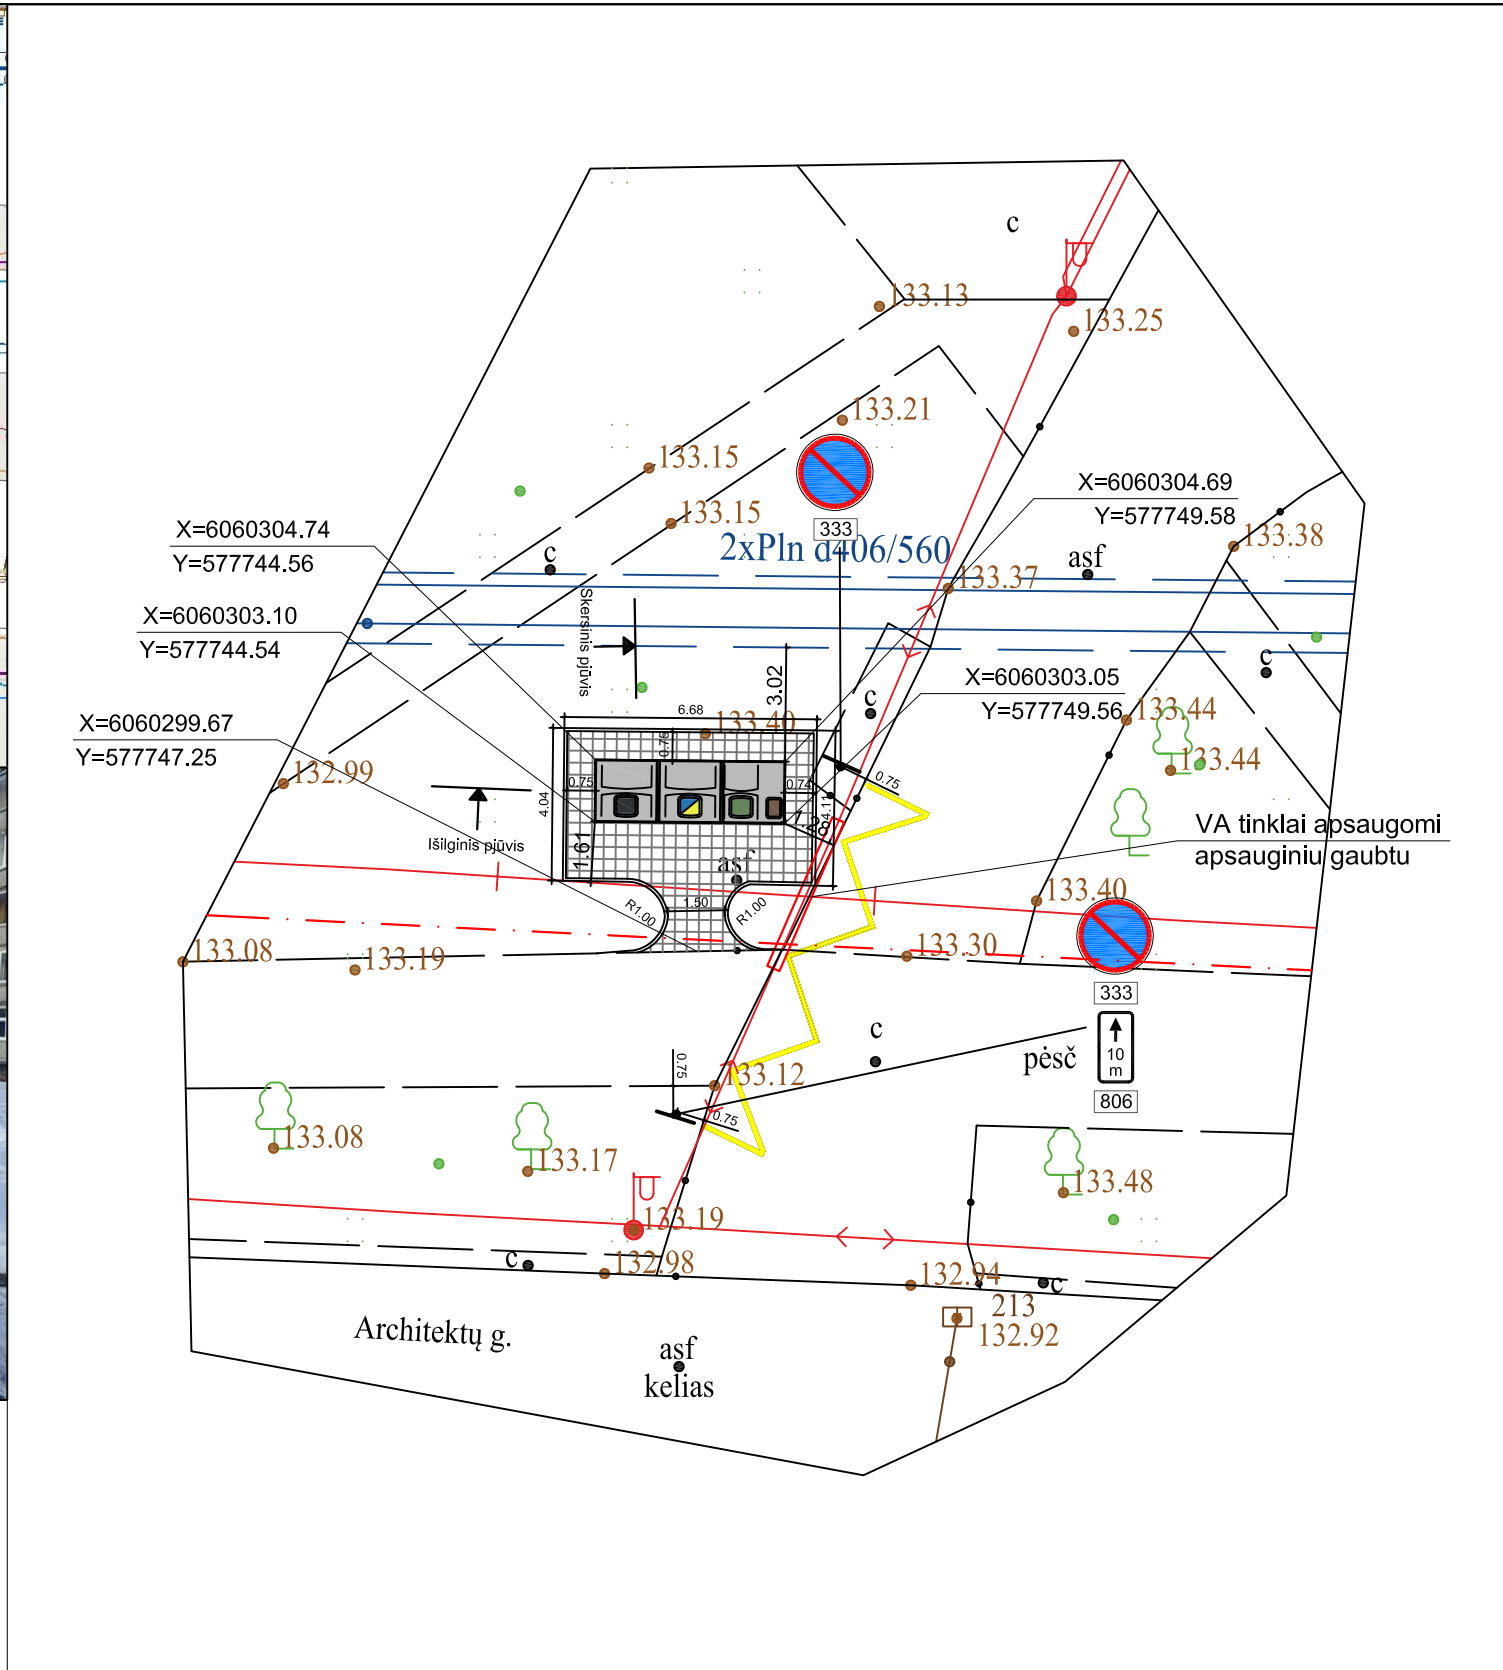 c
133.13
133.25
133.21
133.15
X=6060304.69
Y=577749.58
133.15
333
X=6060304.74
Y=577744.56
2xPln d406/560
133.38
c
asf
133.37
Skersinis pjūvis
X=6060303.10
Y=577744.54
c
3.02
X=6060303.05
Y=577749.56
c
6.68
133.40
133.44
X=6060299.67
Y=577747.25
0.75
133.44
132.99
0.75
0.74
0.75
4.04
4.11
Išilginis pjūvis
1.61
VA tinklai apsaugomi
apsauginiu gaubtu
asf
133.40
R1.00
1.50
R1.00
133.08
133.19
133.30
333
c
10
m
pėsč
0.75
133.12
806
0.75
133.08
133.17
133.48
133.19
c
132.98
132.94
c
213
132.92
Architektų g.
asf
kelias